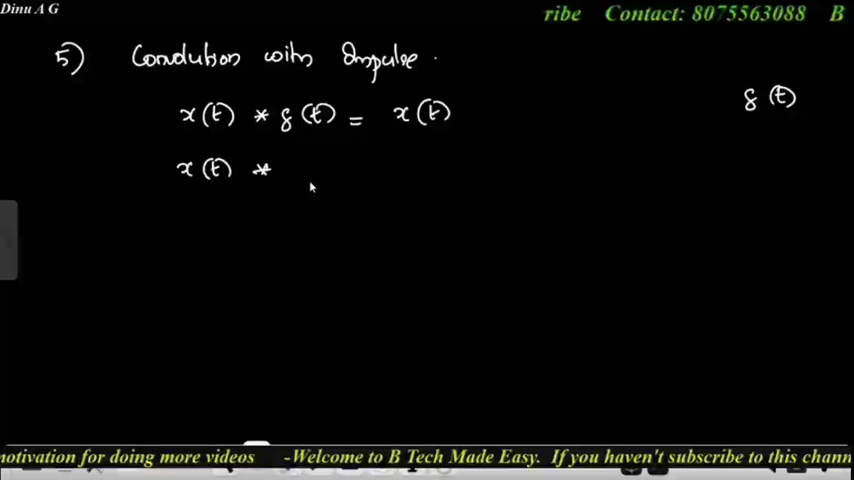 Dinu A G
ribe Contact: 8075563088 B
5) Convolution with Impulse .
δ(t)
x(t) * δ(t) = x(t)
x(t) *
motivation for doing more videos -Welcome to B Tech Made Easy. If you haven't subscribe to this chann